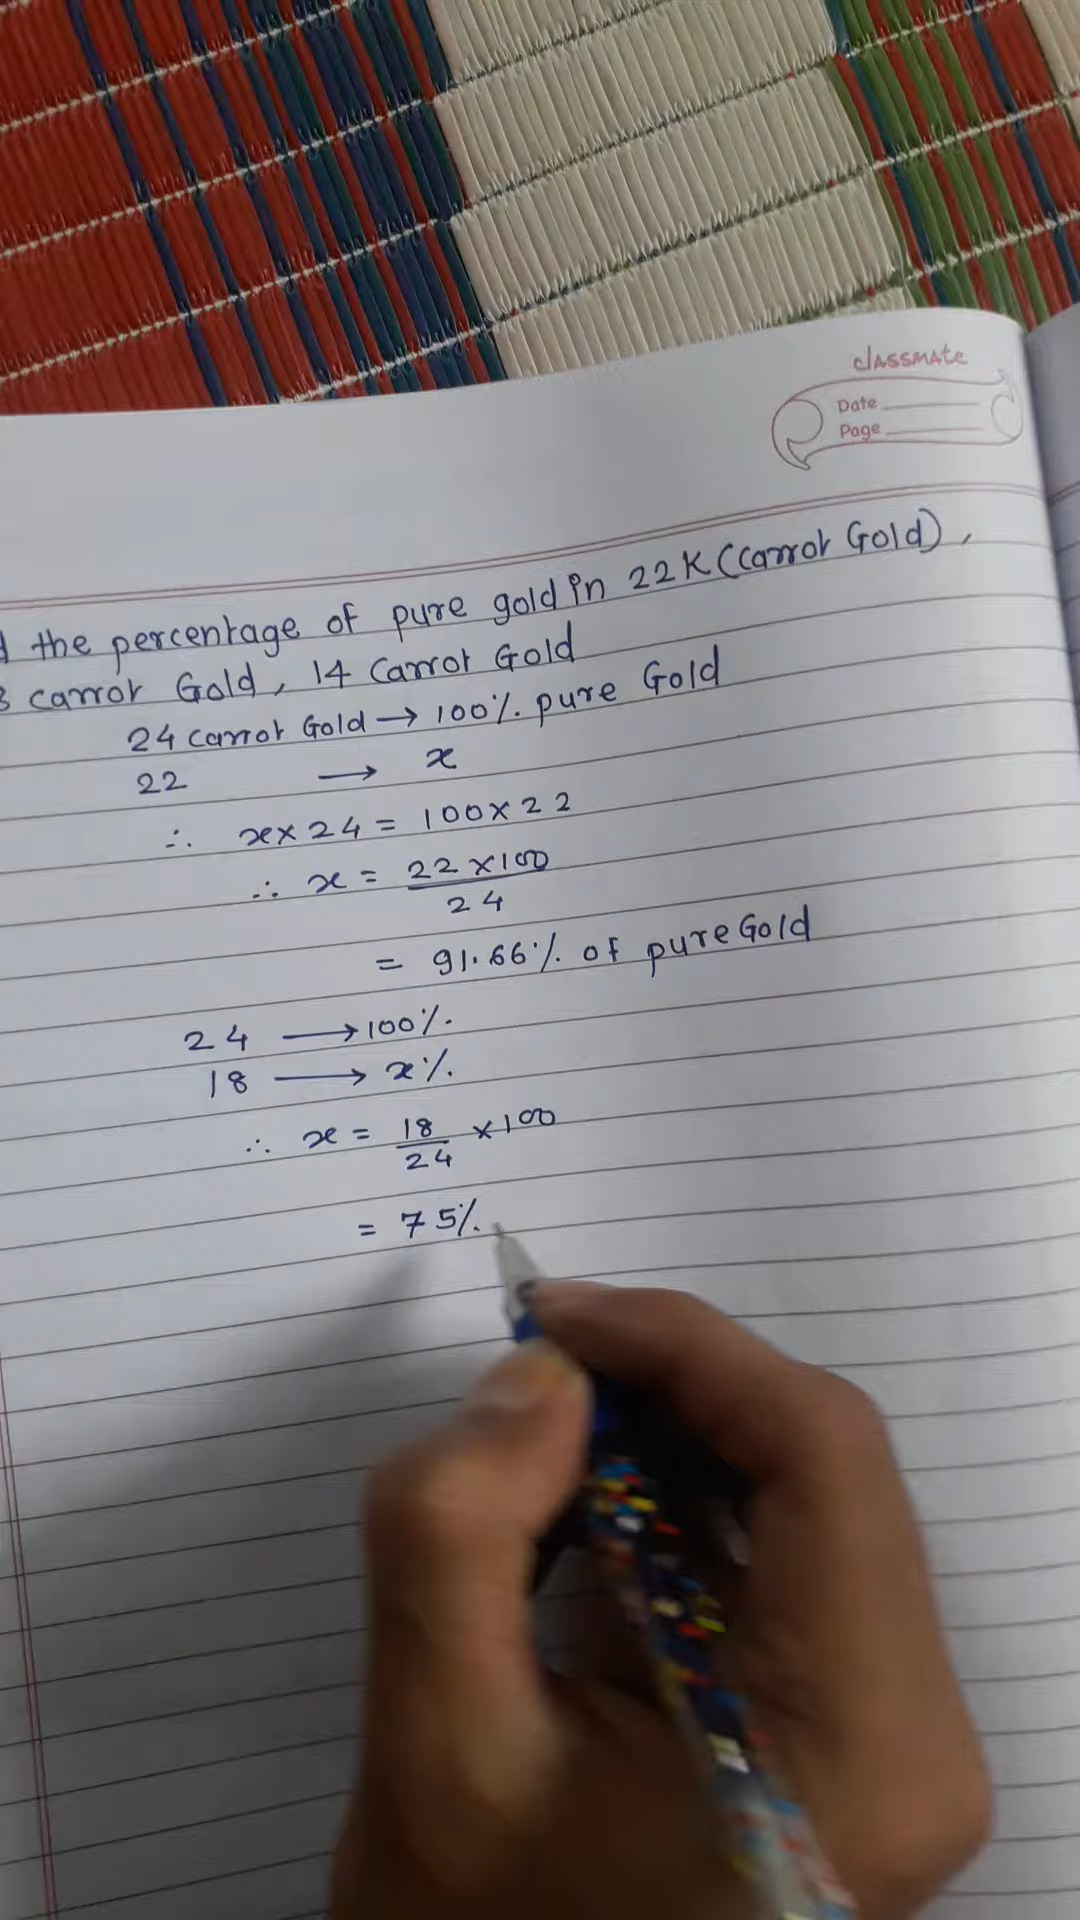 classmate
Date
Page
the percentage of pure gold in 22K (Carrot Gold),
carrot Gold, 14 Carrot Gold
24 carrot Gold → 100% pure Gold
22 → x
∴ x × 24 = 100 × 22
∴ x = 22 × 100 / 24
= 91.66% of pure Gold
24 → 100%
18 → x%
∴ x = 18/24 × 100
= 75%